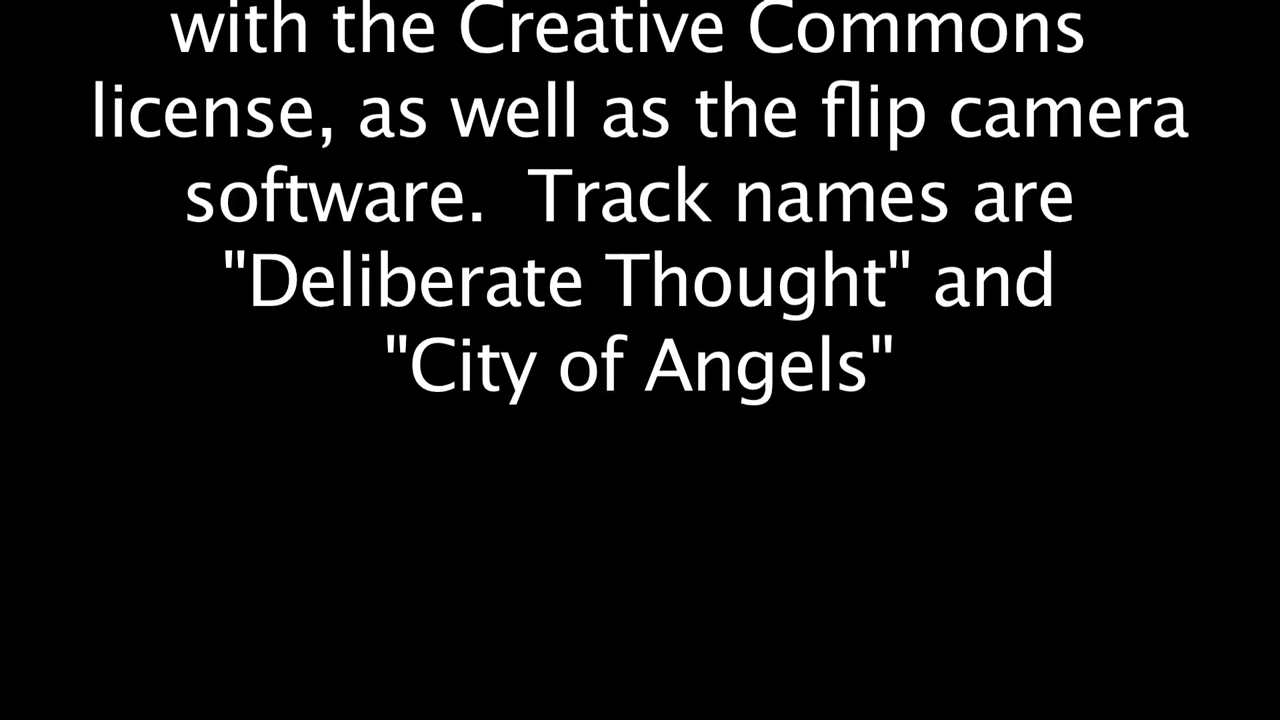 with the Creative Commons
license, as well as the flip camera
software.  Track names are
"Deliberate Thought" and
"City of Angels"